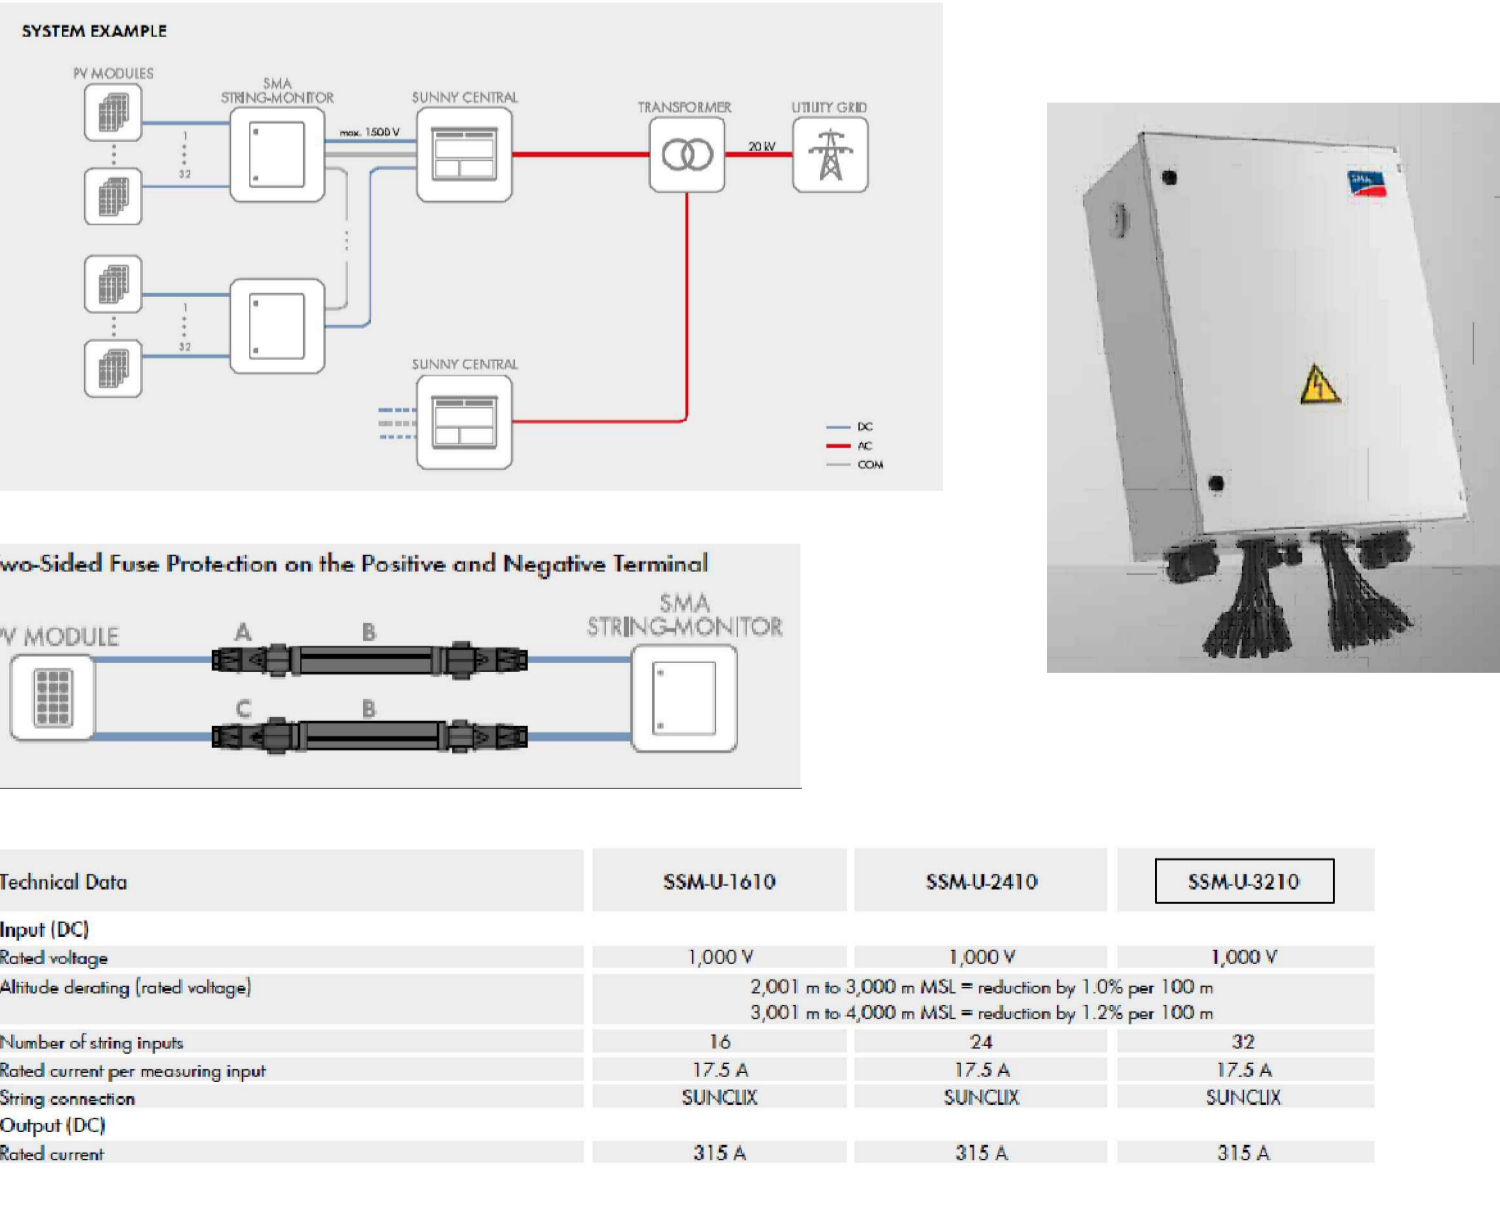 SYSTEM EXAMPLE
PV MODULES
SMA
STRING-MONITOR
SUNNY CENTRAL
TRANSFORMER
UTILITY GRID
max. 1500 V
20 kV
1
32
1
32
SUNNY CENTRAL
DC
AC
COM
SMA
wo-Sided Fuse Protection on the Positive and Negative Terminal
PV MODULE
A
B
SMA
STRING-MONITOR
C
B
Technical Data SSM-U-1610 SSM-U-2410 SSM-U-3210
Input (DC)
Rated voltage 1,000 V 1,000 V 1,000 V
Altitude derating (rated voltage) 2,001 m to 3,000 m MSL = reduction by 1.0% per 100 m
3,001 m to 4,000 m MSL = reduction by 1.2% per 100 m
Number of string inputs 16 24 32
Rated current per measuring input 17.5 A 17.5 A 17.5 A
String connection SUNCLIX SUNCLIX SUNCLIX
Output (DC)
Rated current 315 A 315 A 315 A